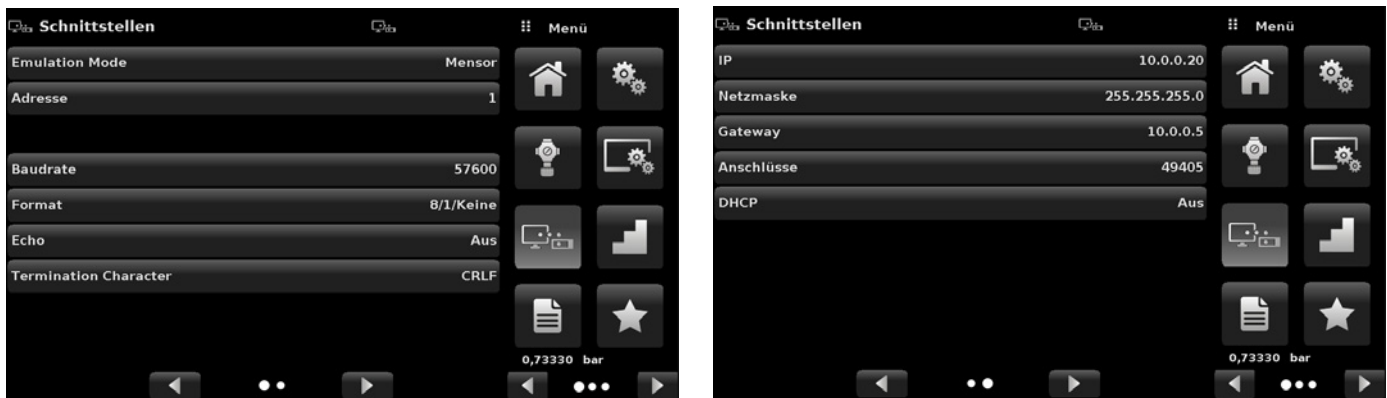 Schnittstellen
Menü
Emulation Mode Mensor
Adresse 1
Baudrate 57600
Format 8/1/Keine
Echo Aus
Termination Character CRLF
0,73330 bar
Schnittstellen
Menü
IP 10.0.0.20
Netzmaske 255.255.255.0
Gateway 10.0.0.5
Anschlüsse 49405
DHCP Aus
0,73330 bar